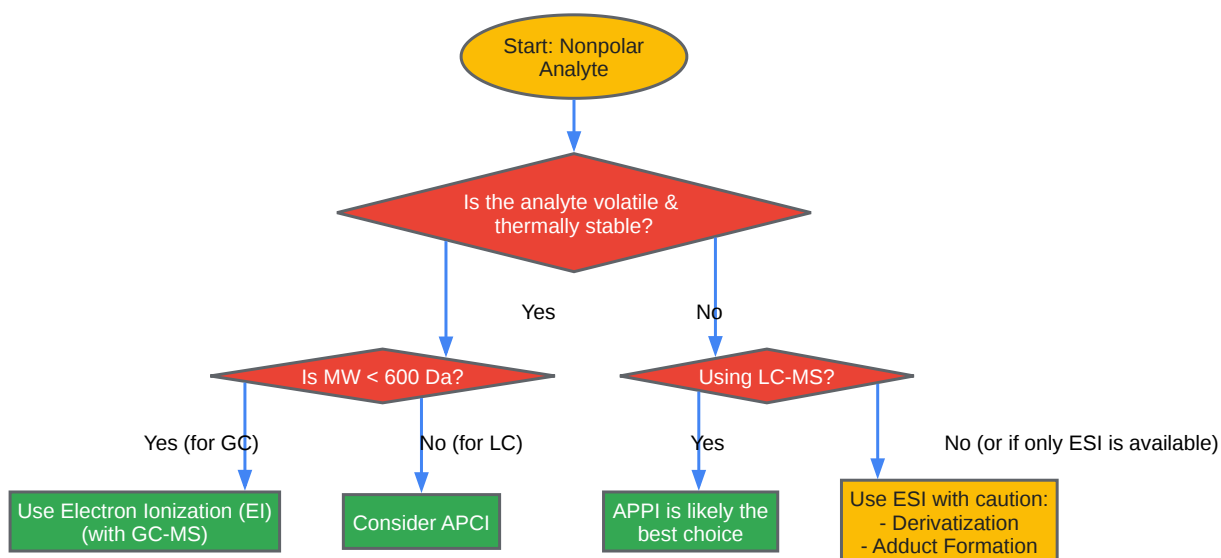 Start: Nonpolar
Analyte
Is the analyte volatile &
thermally stable?
Yes
No
Is MW < 600 Da?
Using LC-MS?
Yes (for GC)
No (for LC)
Yes
No (or if only ESI is available)
Use Electron Ionization (EI)
(with GC-MS)
Consider APCI
APPI is likely the
best choice
Use ESI with caution:
- Derivatization
- Adduct Formation